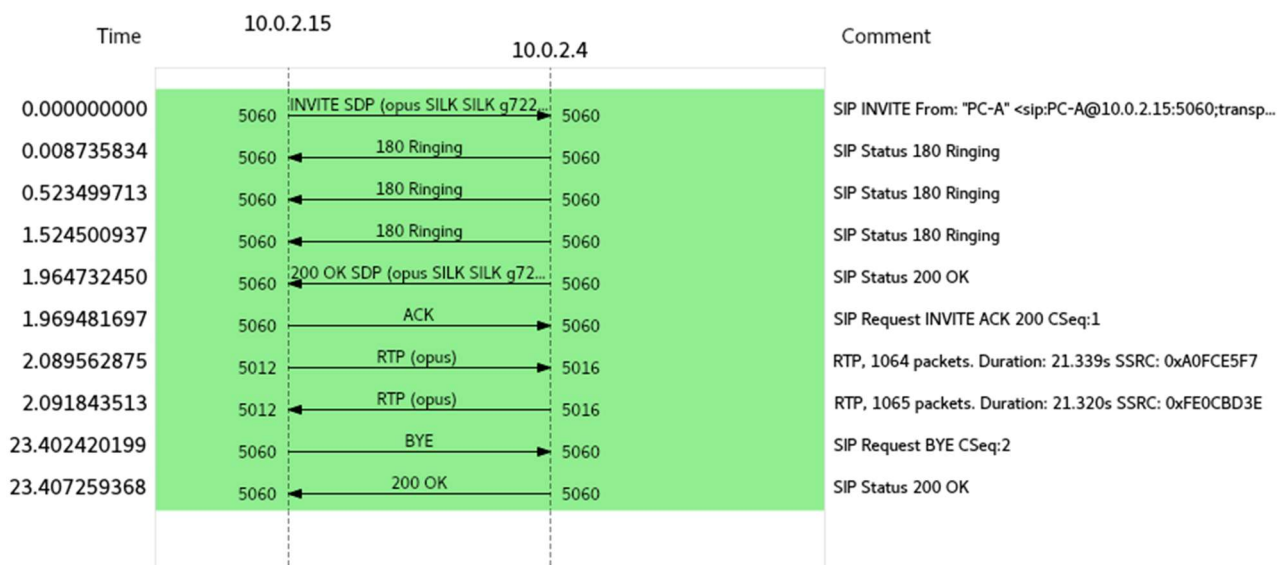 Time 10.0.2.15 10.0.2.4 Comment
0.000000000 5060 INVITE SDP (opus SILK SILK g722... 5060 SIP INVITE From: "PC-A" <sip:PC-A@10.0.2.15:5060;transp...
0.008735834 5060 180 Ringing 5060 SIP Status 180 Ringing
0.523499713 5060 180 Ringing 5060 SIP Status 180 Ringing
1.524500937 5060 180 Ringing 5060 SIP Status 180 Ringing
1.964732450 5060 200 OK SDP (opus SILK SILK g72... 5060 SIP Status 200 OK
1.969481697 5060 ACK 5060 SIP Request INVITE ACK 200 CSeq:1
2.089562875 5012 RTP (opus) 5016 RTP, 1064 packets. Duration: 21.339s SSRC: 0xA0FCE5F7
2.091843513 5012 RTP (opus) 5016 RTP, 1065 packets. Duration: 21.320s SSRC: 0xFE0CBD3E
23.402420199 5060 BYE 5060 SIP Request BYE CSeq:2
23.407259368 5060 200 OK 5060 SIP Status 200 OK